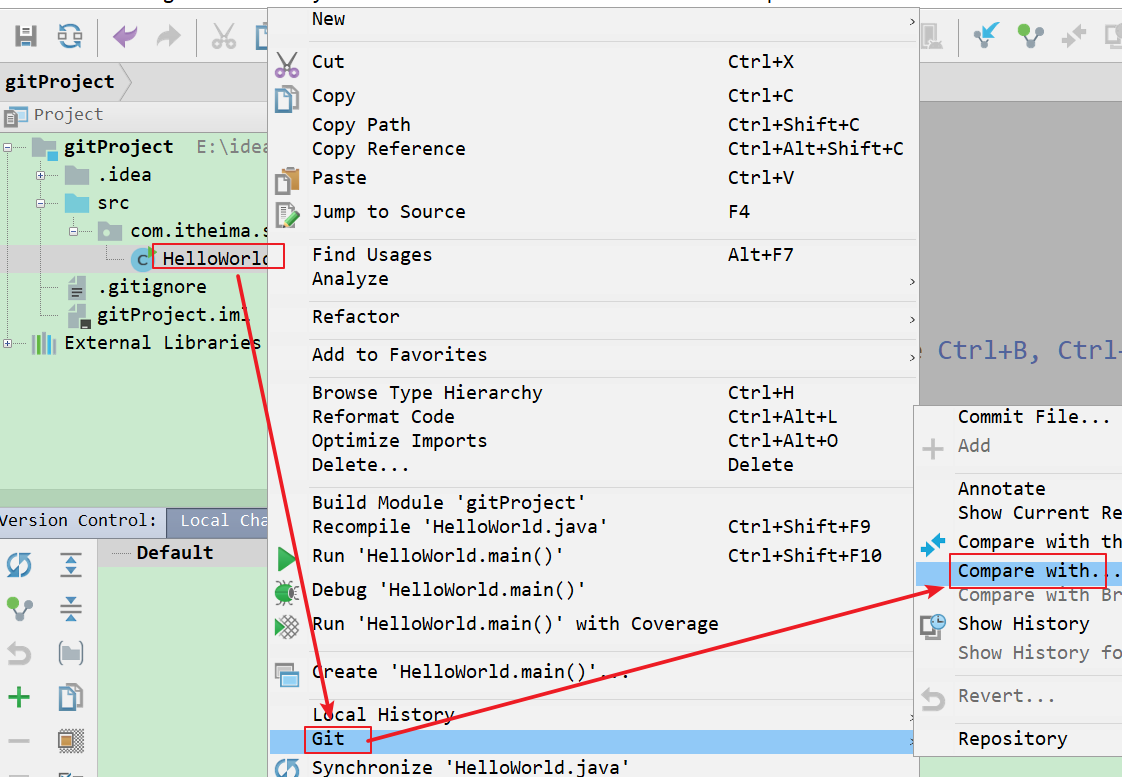 gitProject
Project
gitProject E:\idea
.idea
src
com.itheima.s
HelloWorld
.gitignore
gitProject.iml
External Libraries
Version Control: Local Cha
Default
New
Cut Ctrl+X
Copy Ctrl+C
Copy Path Ctrl+Shift+C
Copy Reference Ctrl+Alt+Shift+C
Paste Ctrl+V
Jump to Source F4
Find Usages Alt+F7
Analyze
Refactor
Add to Favorites
Browse Type Hierarchy Ctrl+H
Reformat Code Ctrl+Alt+L
Optimize Imports Ctrl+Alt+O
Delete... Delete
Build Module 'gitProject'
Recompile 'HelloWorld.java' Ctrl+Shift+F9
Run 'HelloWorld.main()' Ctrl+Shift+F10
Debug 'HelloWorld.main()'
Run 'HelloWorld.main()' with Coverage
Create 'HelloWorld.main()'...
Local History
Git
Synchronize 'HelloWorld.java'
Ctrl+B, Ctrl+
Commit File...
Add
Annotate
Show Current Re
Compare with th
Compare with...
Compare with Br
Show History
Show History fo
Revert...
Repository